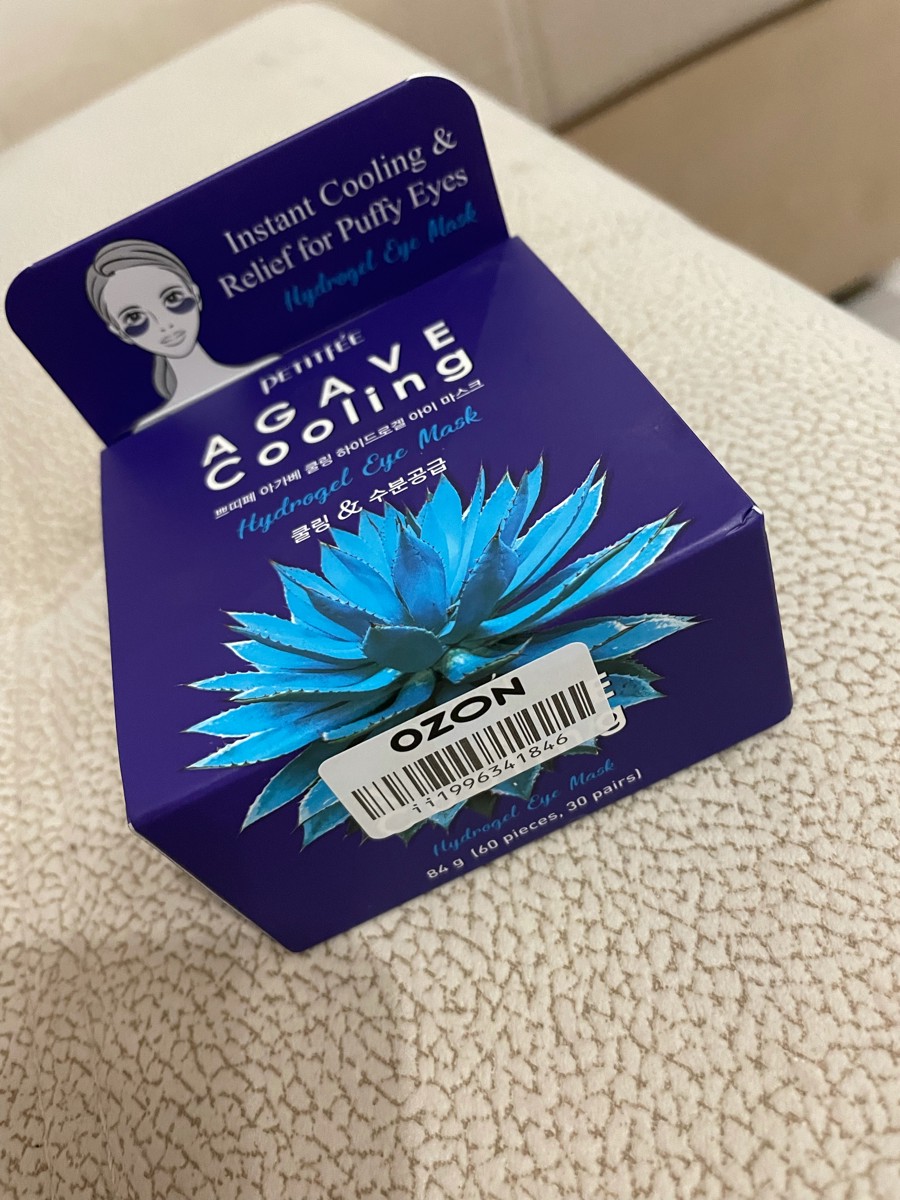 Instant Cooling &
Relief for Puffy Eyes
Hydrogel Eye Mask
PETITFÉE
AGAVE
Cooling
쁘띠페 아가베 쿨링 하이드로겔 아이 마스크
Hydrogel Eye Mask
쿨링 & 수분공급
OZON
ii1996341846
Hydrogel Eye Mask
84 g (60 pieces, 30 pairs)